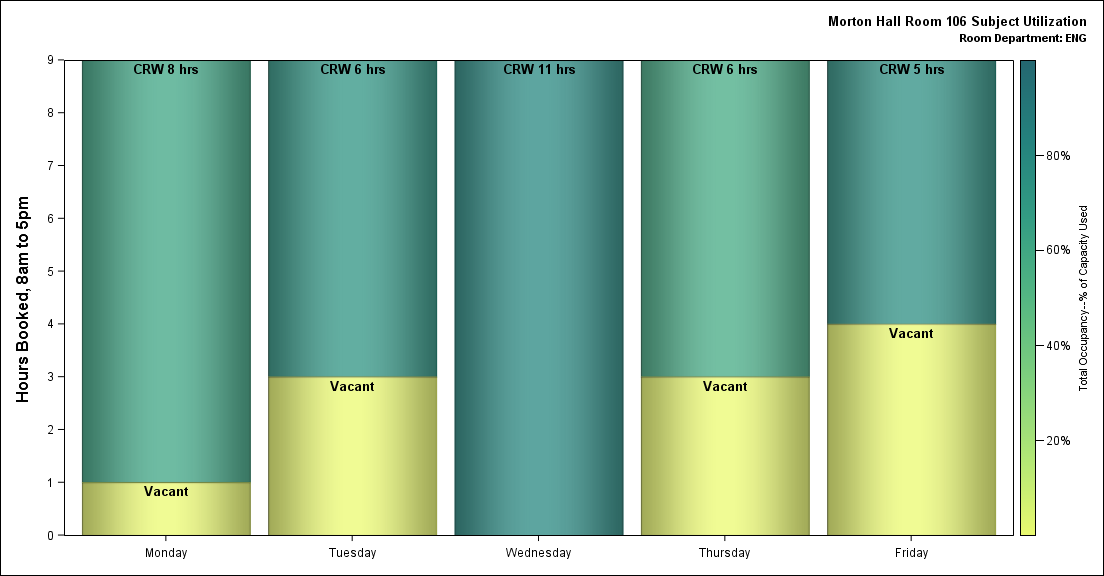 Morton Hall Room 106 Subject Utilization
Room Department: ENG
Hours Booked, 8am to 5pm
9
8
7
6
5
4
3
2
1
0
CRW 8 hrs
Vacant
CRW 6 hrs
Vacant
CRW 11 hrs
CRW 6 hrs
Vacant
CRW 5 hrs
Vacant
Monday
Tuesday
Wednesday
Thursday
Friday
80%
60%
40%
20%
Total Occupancy--% of Capacity Used